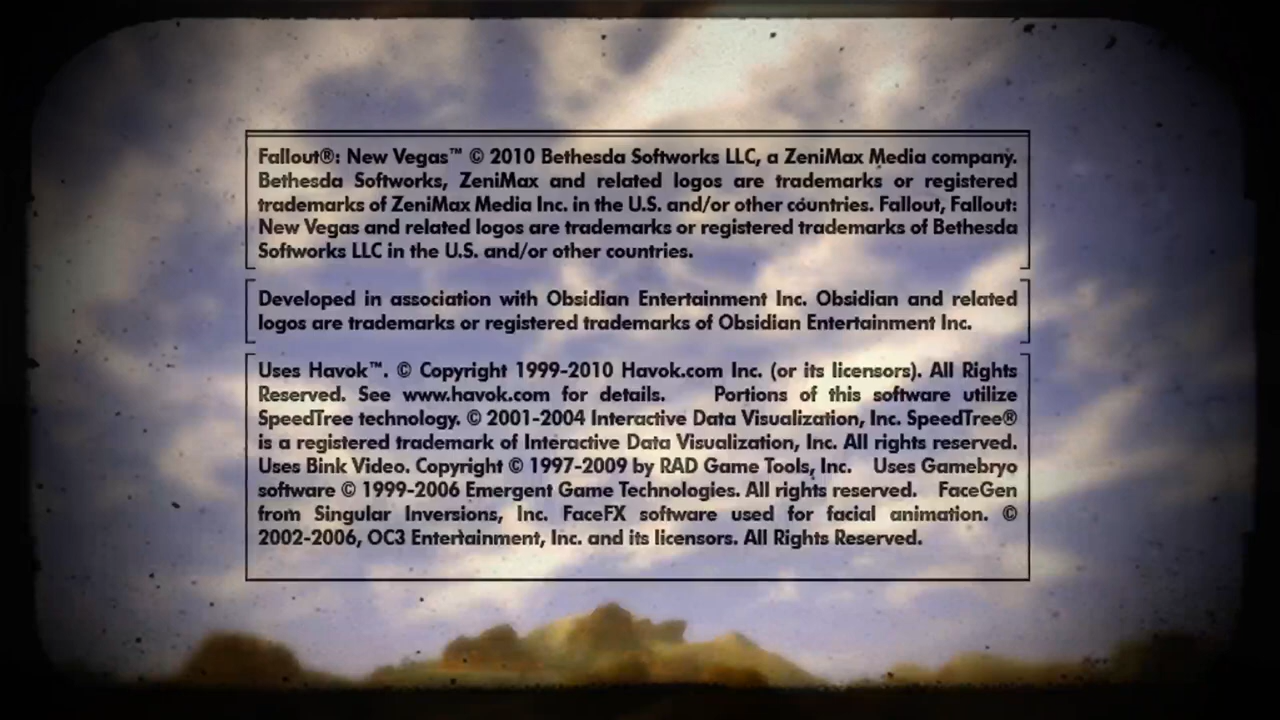 Fallout®: New Vegas™ © 2010 Bethesda Softworks LLC, a ZeniMax Media company.
Bethesda Softworks, ZeniMax and related logos are trademarks or registered
trademarks of ZeniMax Media Inc. in the U.S. and/or other countries. Fallout, Fallout:
New Vegas and related logos are trademarks or registered trademarks of Bethesda
Softworks LLC in the U.S. and/or other countries.
Developed in association with Obsidian Entertainment Inc. Obsidian and related
logos are trademarks or registered trademarks of Obsidian Entertainment Inc.
Uses Havok™. © Copyright 1999-2010 Havok.com Inc. (or its licensors). All Rights
Reserved. See www.havok.com for details. Portions of this software utilize
SpeedTree technology. © 2001-2004 Interactive Data Visualization, Inc. SpeedTree®
is a registered trademark of Interactive Data Visualization, Inc. All rights reserved.
Uses Bink Video. Copyright © 1997-2009 by RAD Game Tools, Inc. Uses Gamebryo
software © 1999-2006 Emergent Game Technologies. All rights reserved. FaceGen
from Singular Inversions, Inc. FaceFX software used for facial animation. ©
2002-2006, OC3 Entertainment, Inc. and its licensors. All Rights Reserved.